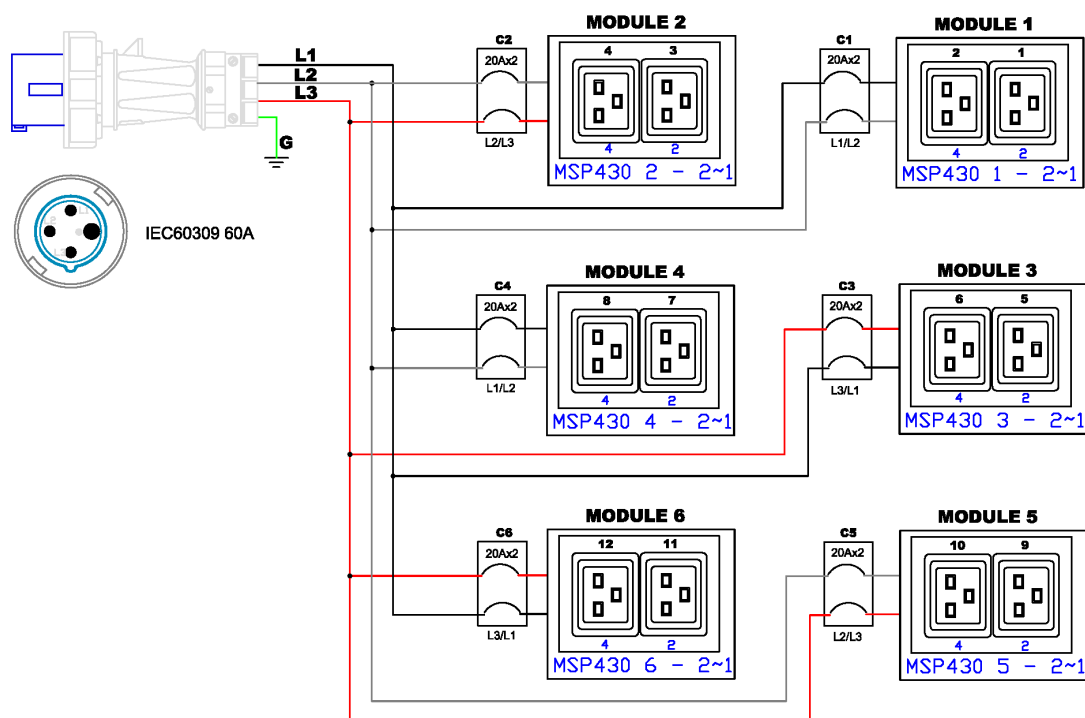 L1
L2
L3
G
L1
L2
L3
IEC60309 60A
MODULE 2
C2
20Ax2
L2/L3
4 3
4 2
MSP430 2 - 2~1
MODULE 1
C1
20Ax2
L1/L2
2 1
4 2
MSP430 1 - 2~1
MODULE 4
C4
20Ax2
L1/L2
8 7
4 2
MSP430 4 - 2~1
MODULE 3
C3
20Ax2
L3/L1
6 5
4 2
MSP430 3 - 2~1
MODULE 6
C6
20Ax2
L3/L1
12 11
4 2
MSP430 6 - 2~1
MODULE 5
C5
20Ax2
L2/L3
10 9
4 2
MSP430 5 - 2~1